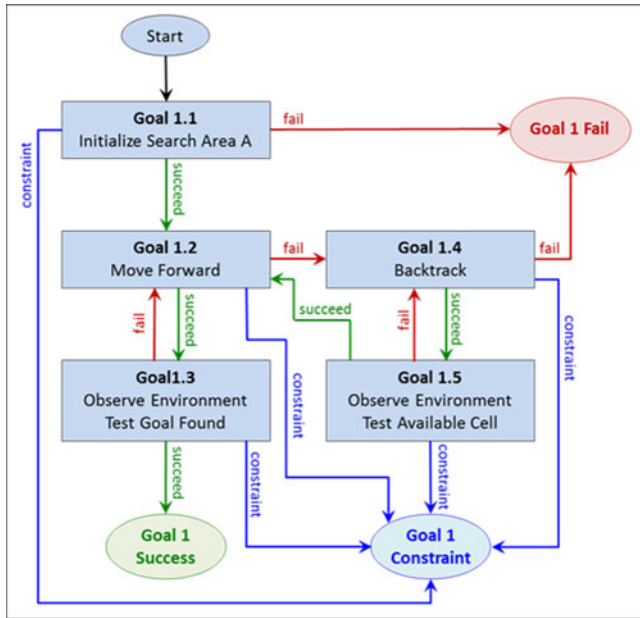 Start
Goal 1.1
Initialize Search Area A
fail
Goal 1 Fail
constraint
succeed
Goal 1.2
Move Forward
fail
Goal 1.4
Backtrack
fail
fail
succeed
succeed
fail
succeed
constraint
Goal1.3
Observe Environment
Test Goal Found
constraint
Goal 1.5
Observe Environment
Test Available Cell
succeed
constraint
constraint
Goal 1
Success
Goal 1
Constraint